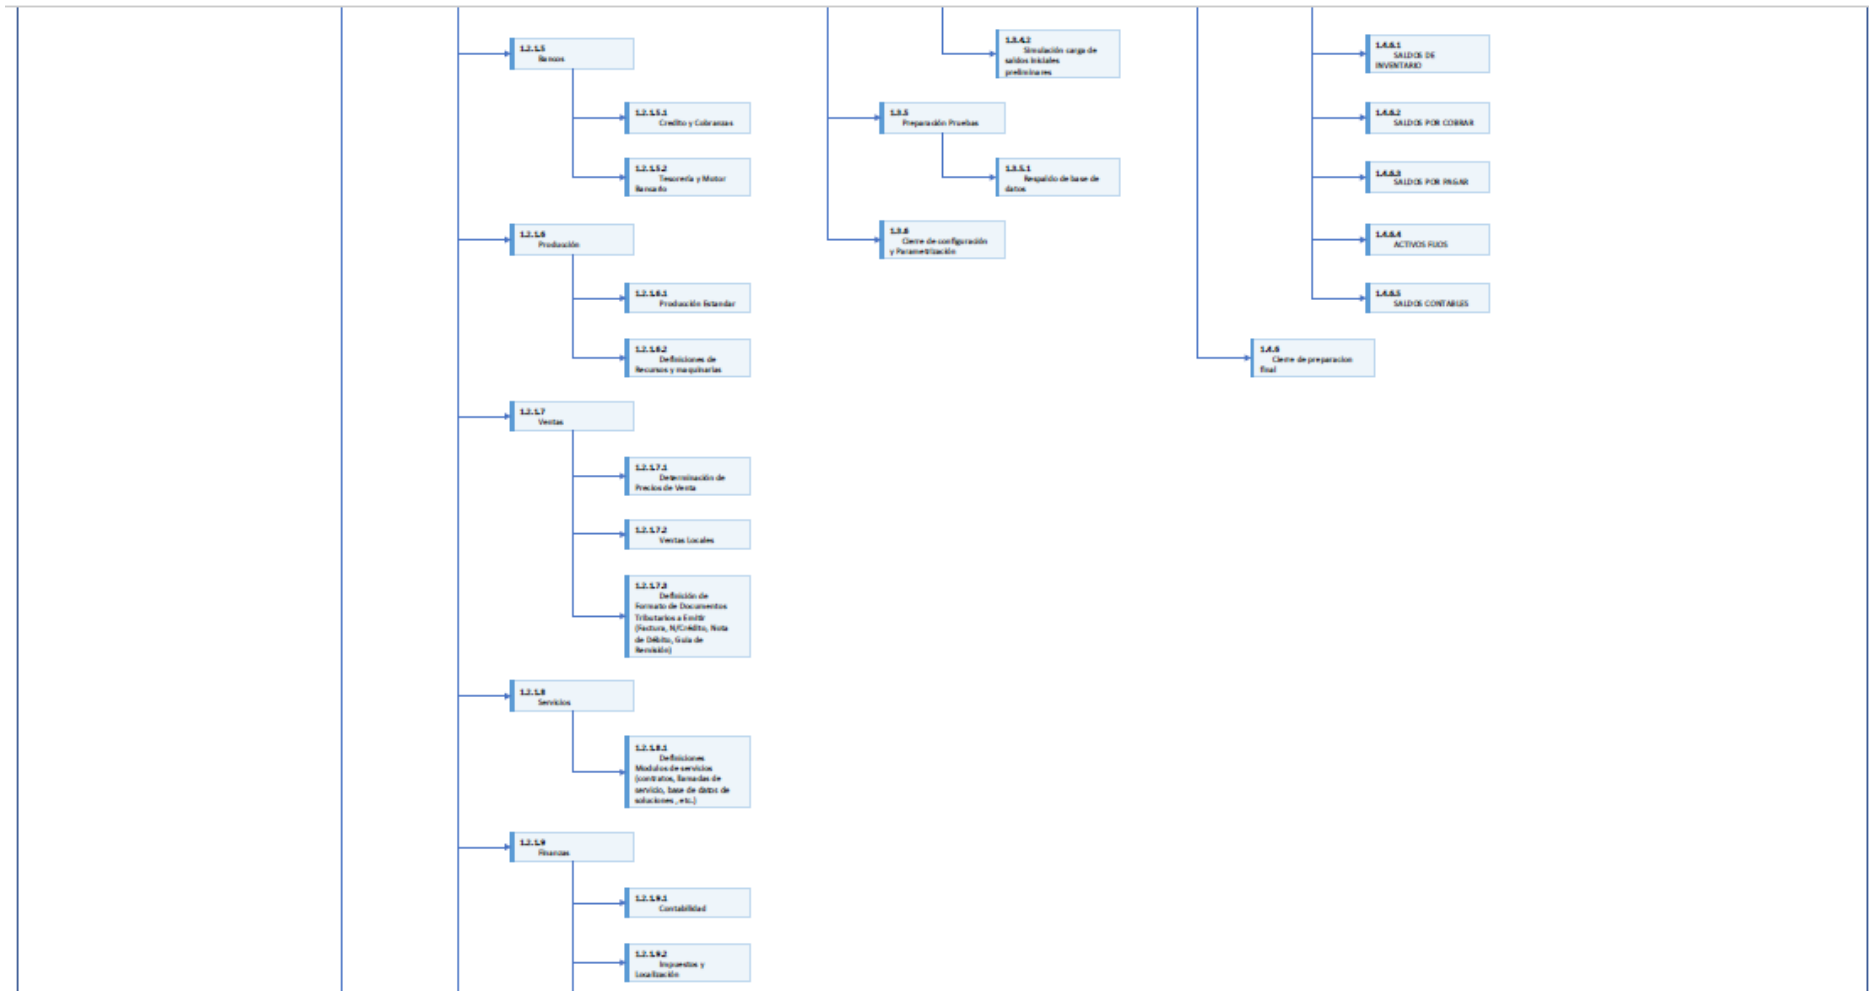 1.2.1.5
Bancos
1.2.1.5.1
Credito y Cobranzas
1.2.1.5.2
Tesorería y Motor
Bancario
1.2.1.6
Producción
1.2.1.6.1
Producción Estandar
1.2.1.6.2
Definiciones de
Recursos y maquinarias
1.2.1.7
Ventas
1.2.1.7.1
Determinación de
Precios de Venta
1.2.1.7.2
Ventas Locales
1.2.1.7.3
Definición de
Formato de Documentos
Tributarios a Emitir
(Factura, N/Crédito, Nota
de Débito, Guía de
Remisión)
1.2.1.8
Servicios
1.2.1.8.1
Definiciones
Modulos de servicios
(contratos, llamadas de
servicio, base de datos de
soluciones , etc.)
1.2.1.9
Finanzas
1.2.1.9.1
Contabilidad
1.2.1.9.2
Impuestos y
Localización
1.3.4.2
Simulación carga de
saldos iniciales
preliminares
1.3.5
Preparación Pruebas
1.3.5.1
Respaldo de base de
datos
1.3.6
Cierre de configuración
y Parametrización
1.4.6.1
SALDOS DE
INVENTARIO
1.4.6.2
SALDOS POR COBRAR
1.4.6.3
SALDOS POR PAGAR
1.4.6.4
ACTIVOS FIJOS
1.4.6.5
SALDOS CONTABLES
1.4.6
Cierre de preparacion
final